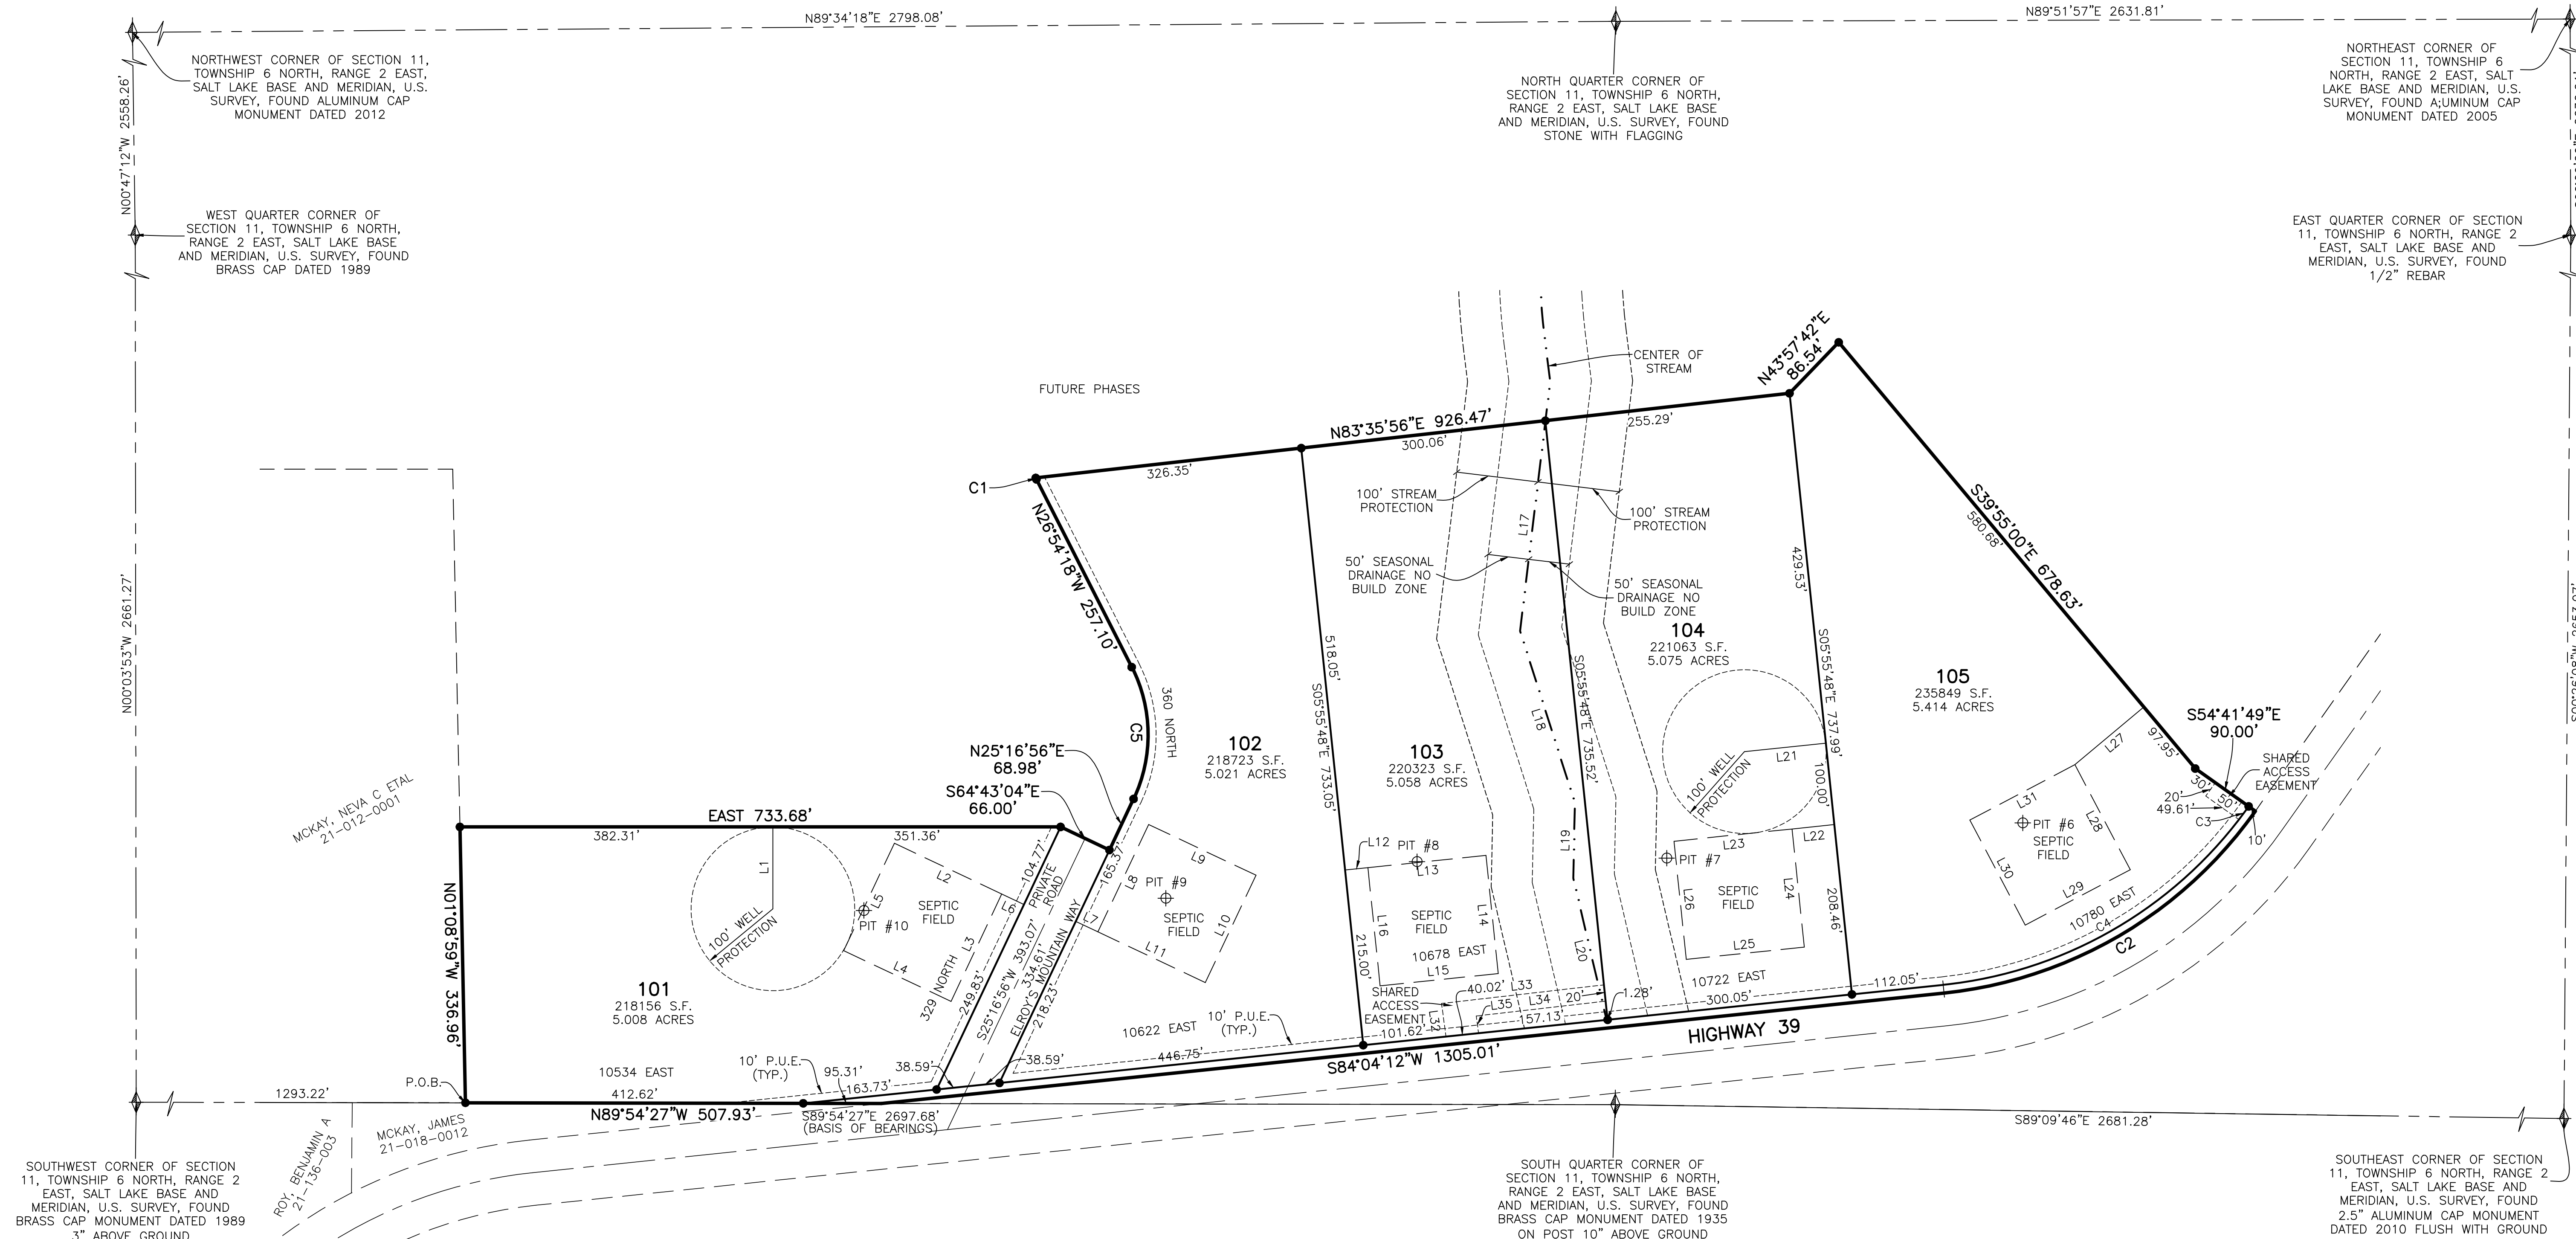 N89°34'18"E 2798.08'
N89°51'57"E 2631.81'
NORTHWEST CORNER OF SECTION 11,
TOWNSHIP 6 NORTH, RANGE 2 EAST,
SALT LAKE BASE AND MERIDIAN, U.S.
SURVEY, FOUND ALUMINUM CAP
MONUMENT DATED 2012
NORTH QUARTER CORNER OF
SECTION 11, TOWNSHIP 6 NORTH,
RANGE 2 EAST, SALT LAKE BASE
AND MERIDIAN, U.S. SURVEY, FOUND
STONE WITH FLAGGING
NORTHEAST CORNER OF
SECTION 11, TOWNSHIP 6
NORTH, RANGE 2 EAST, SALT
LAKE BASE AND MERIDIAN, U.S.
SURVEY, FOUND A;UMINUM CAP
MONUMENT DATED 2005
N00°47'12"W 2558.26'
WEST QUARTER CORNER OF
SECTION 11, TOWNSHIP 6 NORTH,
RANGE 2 EAST, SALT LAKE BASE
AND MERIDIAN, U.S. SURVEY, FOUND
BRASS CAP DATED 1989
EAST QUARTER CORNER OF SECTION
11, TOWNSHIP 6 NORTH, RANGE 2
EAST, SALT LAKE BASE AND
MERIDIAN, U.S. SURVEY, FOUND
1/2" REBAR
N00°03'53"W 2661.27'
FUTURE PHASES
CENTER OF
STREAM
N43°57'42"E
86.54'
N83°35'56"E 926.47'
326.35'
300.06'
255.29'
C1
N26°54'18"W 257.10'
C5
360 NORTH
100' STREAM
PROTECTION
100' STREAM
PROTECTION
50' SEASONAL
DRAINAGE NO
BUILD ZONE
50' SEASONAL
DRAINAGE NO
BUILD ZONE
L17
L18
L19
L20
518.05'
S05°55'48"E 733.05'
215.00'
S05°55'48"E 735.52'
429.53'
S05°55'48"E 737.99'
100.00'
208.46'
S39°55'00"E 678.63'
580.68'
97.95'
S54°41'49"E
90.00'
SHARED
ACCESS
EASEMENT
30'
50'
20'
49.61'
C3
10'
104
221063 S.F.
5.075 ACRES
105
235849 S.F.
5.414 ACRES
102
218723 S.F.
5.021 ACRES
103
220323 S.F.
5.058 ACRES
101
218156 S.F.
5.008 ACRES
100' WELL
PROTECTION
L21
L22
L23
L24
L25
L26
PIT #7
SEPTIC
FIELD
L27
L28
L29
L30
L31
PIT #6
SEPTIC
FIELD
10780 EAST
C4
C2
N25°16'56"E
68.98'
S64°43'04"E
66.00'
EAST 733.68'
382.31'
351.36'
MCKAY, NEVA C ETAL
21-012-0001
N01°08'59"W 336.96'
L1
100' WELL
PROTECTION
L2
L3
L4
L5
L6
PIT #10
SEPTIC
FIELD
329 NORTH
104.77'
249.83'
PRIVATE
ROAD
S25°16'56"W 393.07'
334.61'
ELROY'S MOUNTAIN WAY
165.37'
218.23'
L7
L8
L9
L10
L11
PIT #9
SEPTIC
FIELD
L12
PIT #8
L13
L14
L15
L16
SEPTIC
FIELD
10678 EAST
SHARED
ACCESS
EASEMENT
L32
40.02'
L33
L34
L35
20'
1.28'
10722 EAST
300.05'
112.05'
157.13'
101.62'
10' P.U.E.
(TYP.)
10622 EAST
446.75'
38.59'
38.59'
HIGHWAY 39
S84°04'12"W 1305.01'
P.O.B.
10534 EAST
10' P.U.E.
(TYP.)
95.31'
163.73'
1293.22'
412.62'
N89°54'27"W 507.93'
S89°54'27"E 2697.68'
(BASIS OF BEARINGS)
S89°09'46"E 2681.28'
MCKAY, JAMES
21-018-0012
ROY, BENJAMIN A
21-136-003
SOUTHWEST CORNER OF SECTION
11, TOWNSHIP 6 NORTH, RANGE 2
EAST, SALT LAKE BASE AND
MERIDIAN, U.S. SURVEY, FOUND
BRASS CAP MONUMENT DATED 1989
3" ABOVE GROUND
SOUTH QUARTER CORNER OF
SECTION 11, TOWNSHIP 6 NORTH,
RANGE 2 EAST, SALT LAKE BASE
AND MERIDIAN, U.S. SURVEY, FOUND
BRASS CAP MONUMENT DATED 1935
ON POST 10" ABOVE GROUND
SOUTHEAST CORNER OF SECTION
11, TOWNSHIP 6 NORTH, RANGE 2
EAST, SALT LAKE BASE AND
MERIDIAN, U.S. SURVEY, FOUND
2.5" ALUMINUM CAP MONUMENT
DATED 2010 FLUSH WITH GROUND